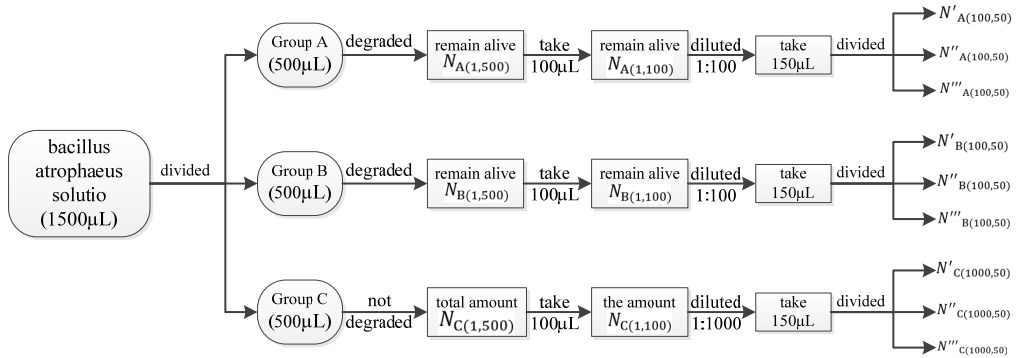 bacillus
atrophaeus
solutio
(1500μL)
divided
Group A
(500μL)
degraded
remain alive
N_A(1,500)
take
100μL
remain alive
N_A(1,100)
diluted
1:100
take
150μL
divided
N′_A(100,50)
N″_A(100,50)
N‴_A(100,50)
Group B
(500μL)
degraded
remain alive
N_B(1,500)
take
100μL
remain alive
N_B(1,100)
diluted
1:100
take
150μL
divided
N′_B(100,50)
N″_B(100,50)
N‴_B(100,50)
Group C
(500μL)
not
degraded
total amount
N_C(1,500)
take
100μL
the amount
N_C(1,100)
diluted
1:1000
take
150μL
divided
N′_C(1000,50)
N″_C(1000,50)
N‴_C(1000,50)